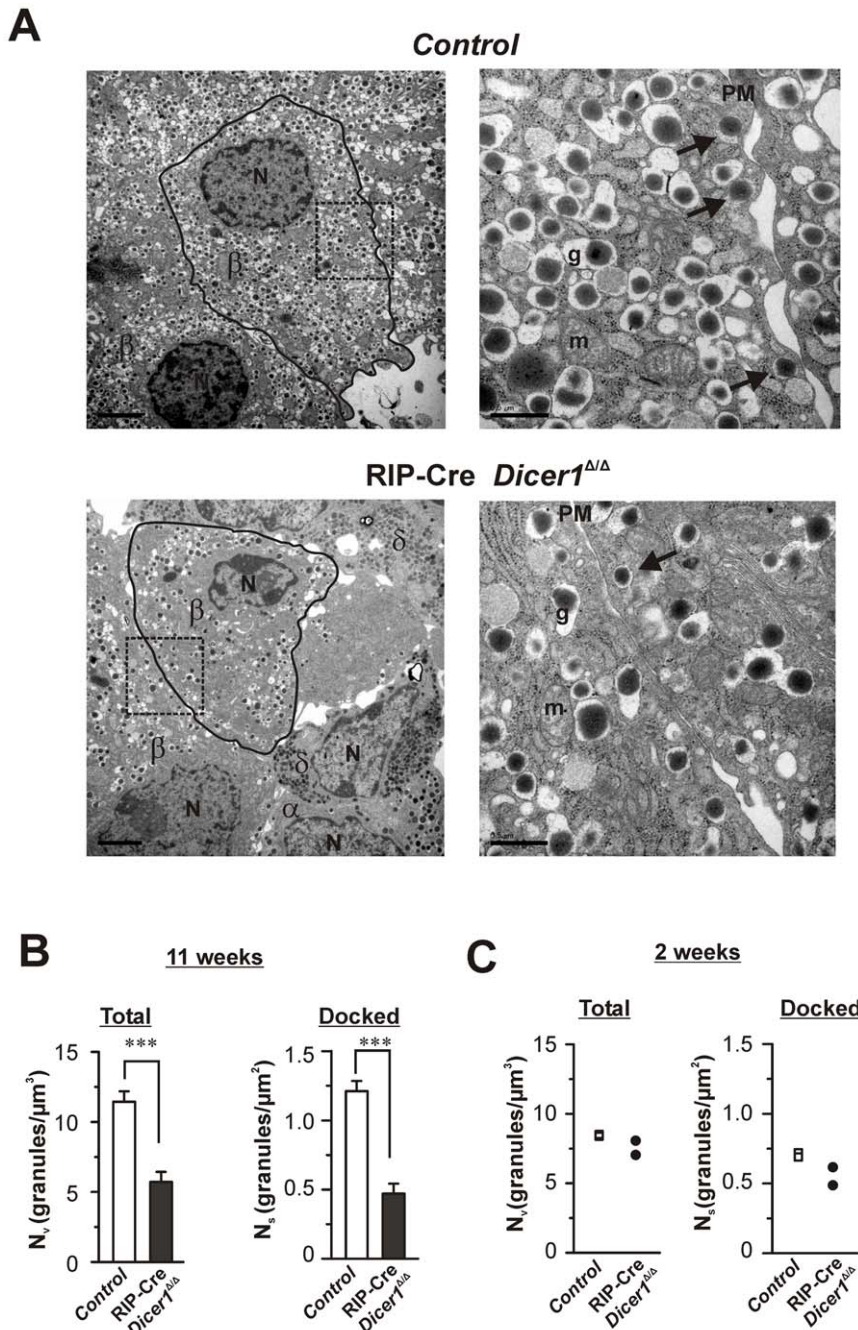 A
Control
N
β
β
N
PM
g
m
RIP-Cre Dicer1Δ/Δ
δ
N
β
β
N
δ
N
α
N
PM
g
m
0.5 µm
B
11 weeks
Total
***
15
10
5
0
Nv (granules/µm³)
Control
RIP-Cre
Dicer1Δ/Δ
Docked
***
1.5
1.0
0.5
0
Ns (granules/µm²)
Control
RIP-Cre
Dicer1Δ/Δ
C
2 weeks
Total
15
10
5
0
Nv (granules/µm³)
Control
RIP-Cre
Dicer1Δ/Δ
Docked
1.5
1.0
0.5
0
Ns (granules/µm²)
Control
RIP-Cre
Dicer1Δ/Δ